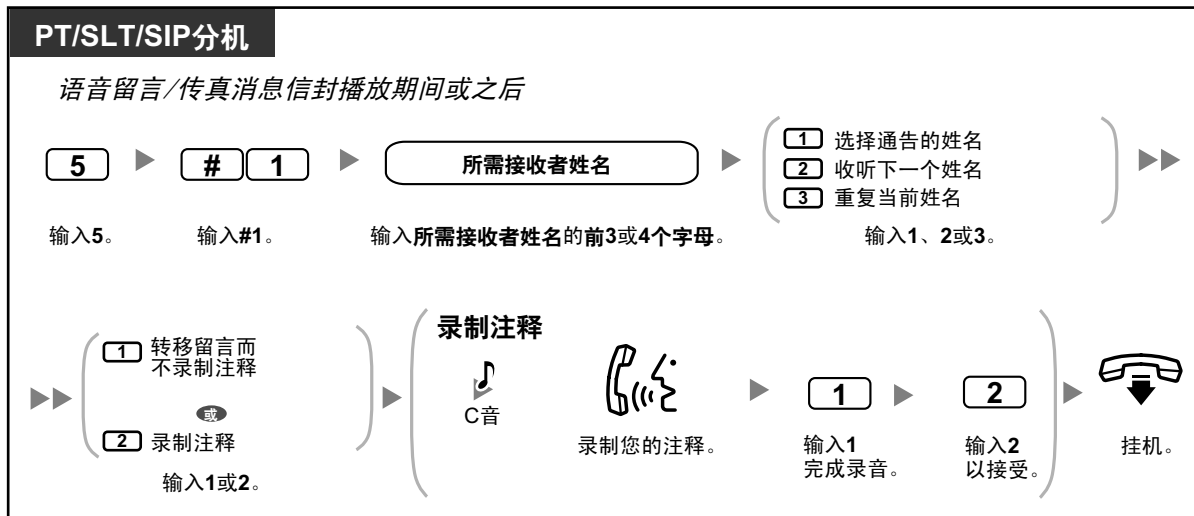 PT/SLT/SIP分机
语音留言/传真消息信封播放期间或之后
5
# 1
所需接收者姓名
1 选择通告的姓名
2 收听下一个姓名
3 重复当前姓名
输入5。
输入#1。
输入所需接收者姓名的前3或4个字母。
输入1、2或3。
1 转移留言而
不录制注释
或
2 录制注释
输入1或2。
录制注释
C音
录制您的注释。
1
输入1
完成录音。
2
输入2
以接受。
挂机。